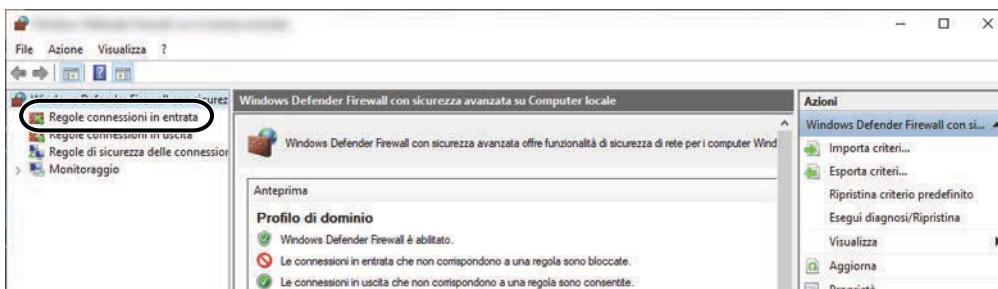 File Azione Visualizza ?
Windows Defender Firewall con sicurezza avanzata su Computer locale
Azioni
Regole connessioni in entrata
Regole connessioni in uscita
Regole di sicurezza delle connession
Monitoraggio
Windows Defender Firewall con sicurezza avanzata offre funzionalità di sicurezza di rete per i computer Wind
Anteprima
Profilo di dominio
Windows Defender Firewall è abilitato.
Le connessioni in entrata che non corrispondono a una regola sono bloccate.
Le connessioni in uscita che non corrispondono a una regola sono consentite.
Windows Defender Firewall con si...
Importa criteri...
Esporta criteri...
Ripristina criterio predefinito
Esegui diagnosi/Ripristina
Visualizza
Aggiorna
Proprietà